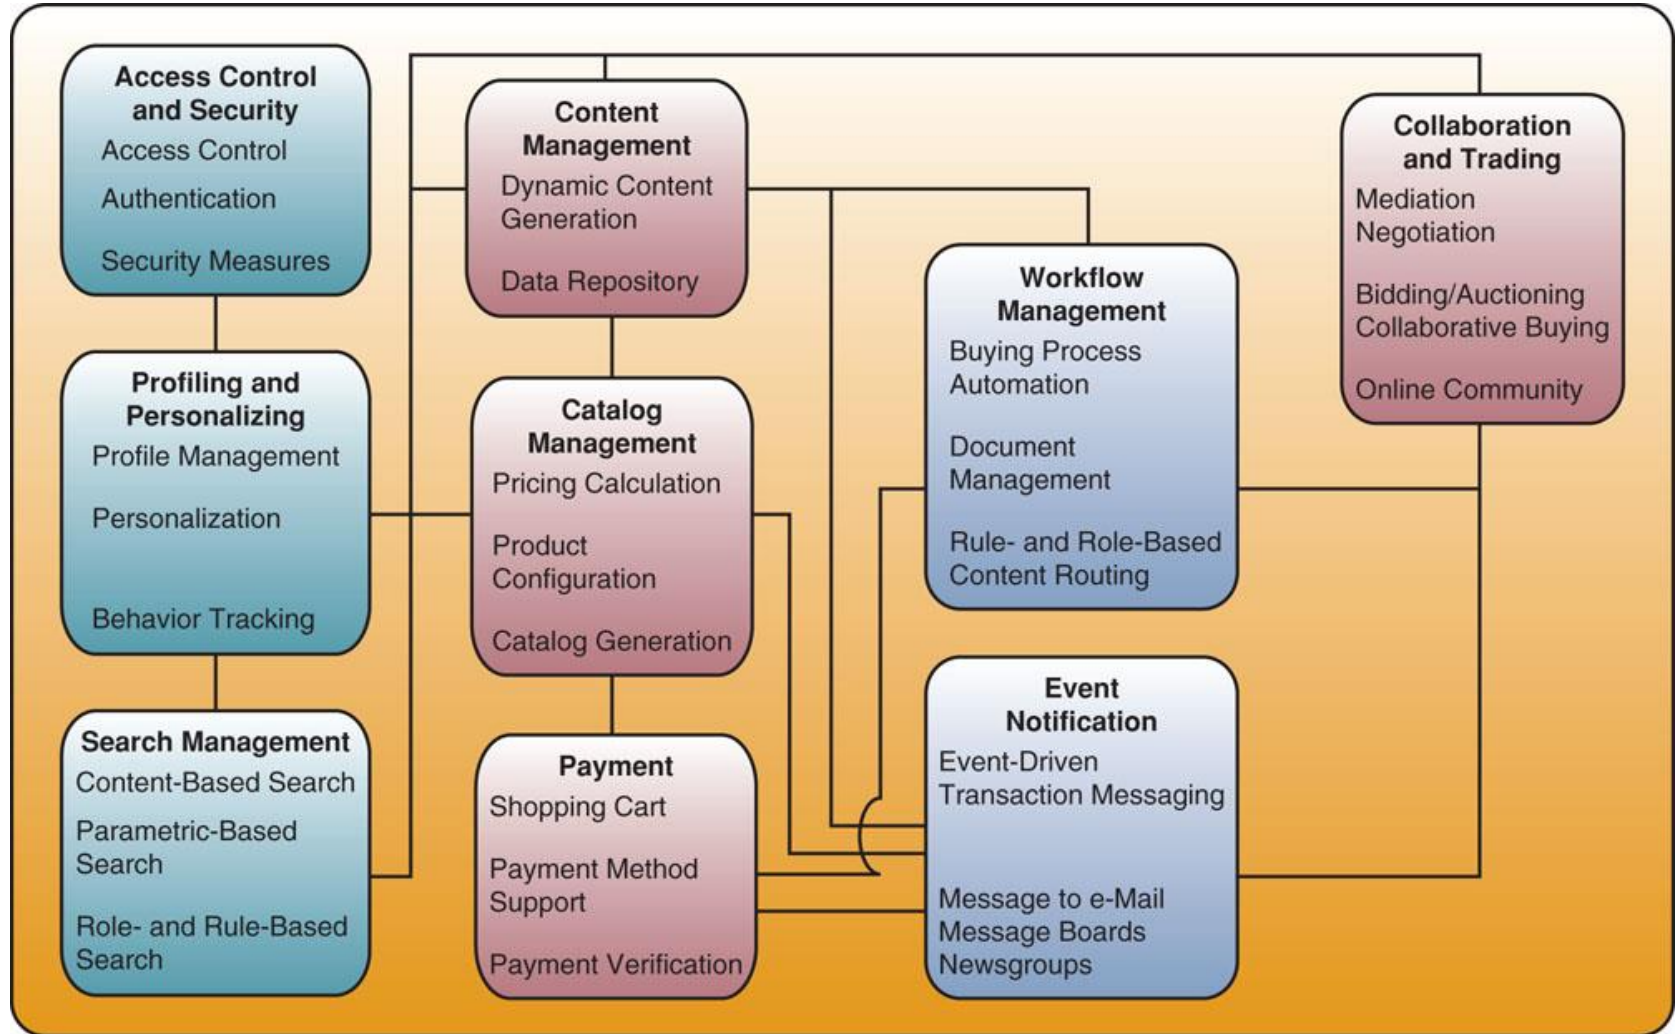 Access Control
and Security
Access Control
Authentication
Security Measures
Profiling and
Personalizing
Profile Management
Personalization
Behavior Tracking
Search Management
Content-Based Search
Parametric-Based
Search
Role- and Rule-Based
Search
Content
Management
Dynamic Content
Generation
Data Repository
Catalog
Management
Pricing Calculation
Product
Configuration
Catalog Generation
Payment
Shopping Cart
Payment Method
Support
Payment Verification
Workflow
Management
Buying Process
Automation
Document
Management
Rule- and Role-Based
Content Routing
Event
Notification
Event-Driven
Transaction Messaging
Message to e-Mail
Message Boards
Newsgroups
Collaboration
and Trading
Mediation
Negotiation
Bidding/Auctioning
Collaborative Buying
Online Community